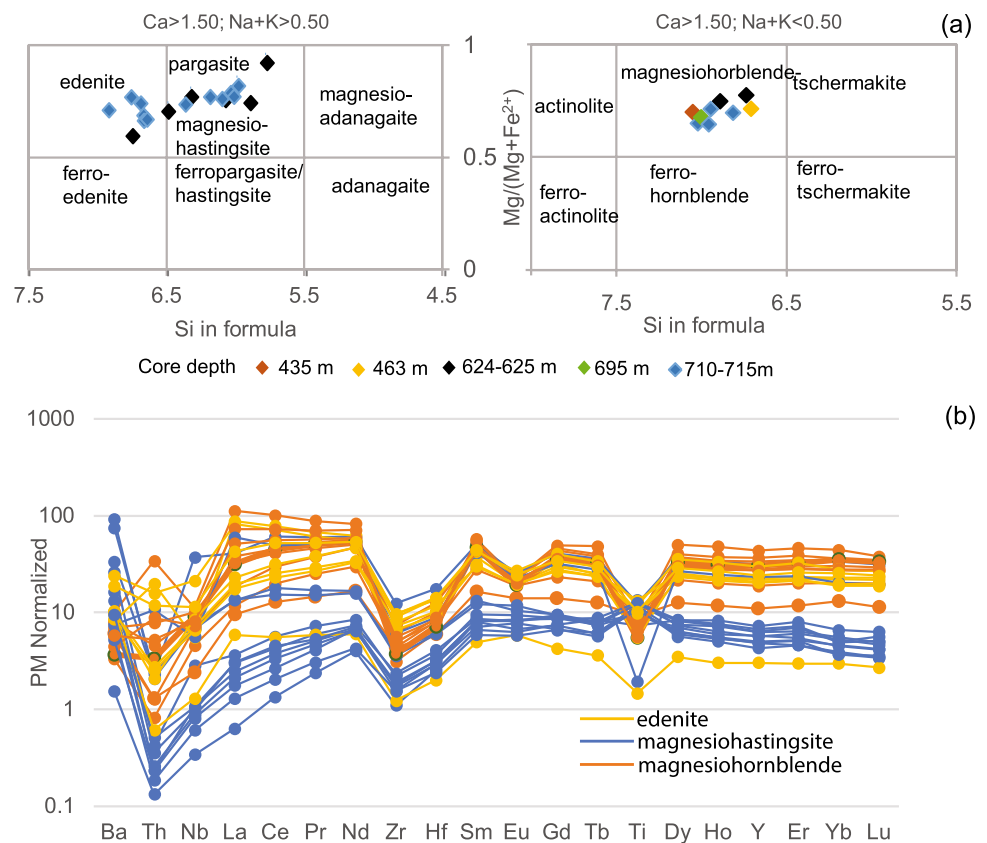 Ca>1.50; Na+K>0.50
Ca>1.50; Na+K<0.50
(a)
edenite
pargasite
magnesio-
adanagaite
magnesio-
hastingsite
ferro-
edenite
ferropargasite/
hastingsite
adanagaite
1
0.5
0
Mg/(Mg+Fe²⁺)
magnesiohorblende-
tschermakite
actinolite
ferro-
actinolite
ferro-
hornblende
ferro-
tschermakite
7.5 6.5 5.5 4.5
Si in formula
7.5 6.5 5.5
Si in formula
Core depth 435 m 463 m 624-625 m 695 m 710-715m
(b)
1000
100
10
1
0.1
PM Normalized
edenite
magnesiohastingsite
magnesiohornblende
Ba Th Nb La Ce Pr Nd Zr Hf Sm Eu Gd Tb Ti Dy Ho Y Er Yb Lu